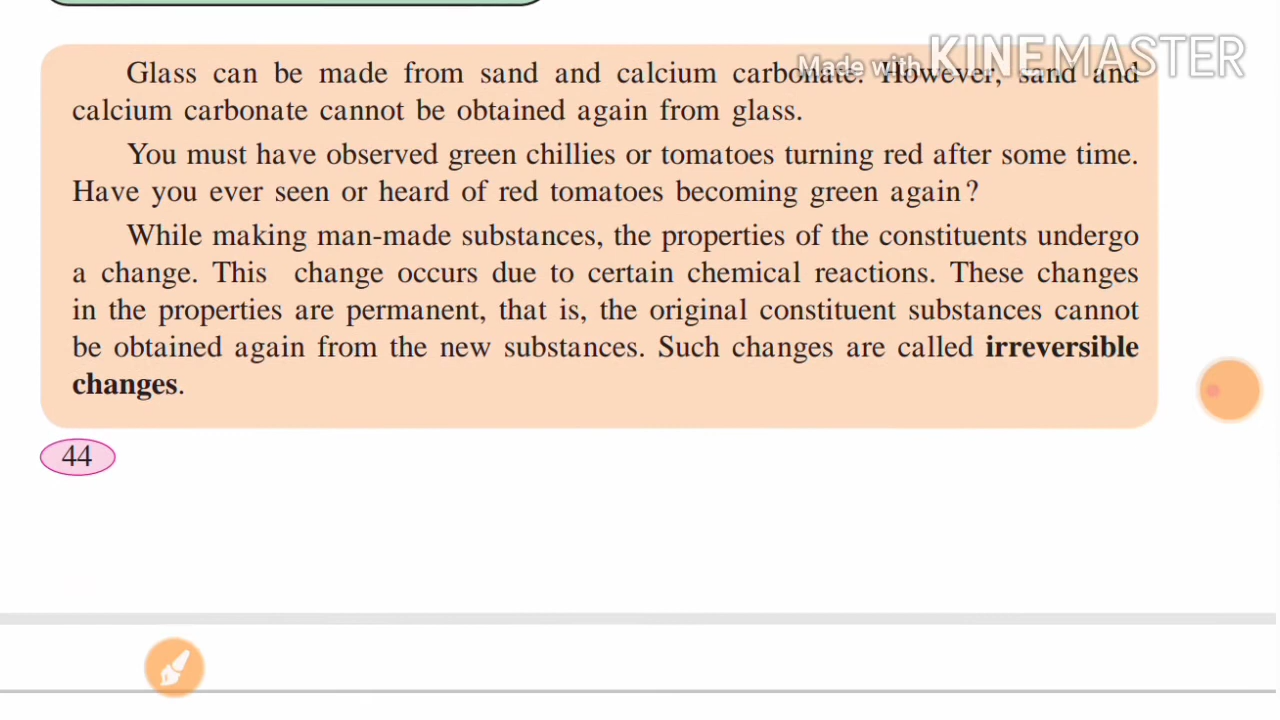 Made with KINEMASTER
Glass can be made from sand and calcium carbonate. However, sand and
calcium carbonate cannot be obtained again from glass.
You must have observed green chillies or tomatoes turning red after some time.
Have you ever seen or heard of red tomatoes becoming green again?
While making man-made substances, the properties of the constituents undergo
a change. This change occurs due to certain chemical reactions. These changes
in the properties are permanent, that is, the original constituent substances cannot
be obtained again from the new substances. Such changes are called irreversible
changes.
44